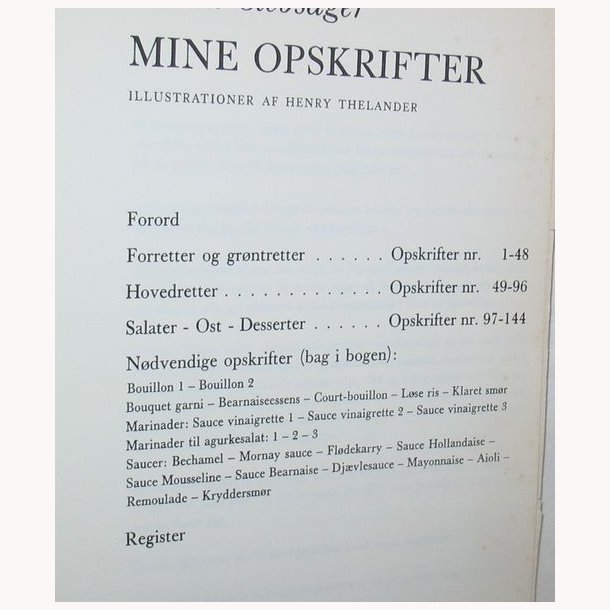 MINE OPSKRIFTER
ILLUSTRATIONER AF HENRY THELANDER
Forord
Forretter og grøntretter . . . . . . Opskrifter nr. 1-48
Hovedretter . . . . . . . . . . . . . Opskrifter nr. 49-96
Salater - Ost - Desserter . . . . . . Opskrifter nr. 97-144
Nødvendige opskrifter (bag i bogen):
Bouillon 1 – Bouillon 2
Bouquet garni – Bearnaiseessens – Court-bouillon – Løse ris – Klaret smør
Marinader: Sauce vinaigrette 1 – Sauce vinaigrette 2 – Sauce vinaigrette 3
Marinader til agurkesalat: 1 – 2 – 3
Saucer: Bechamel – Mornay sauce – Flødekarry – Sauce Hollandaise –
Sauce Mousseline – Sauce Bearnaise – Djævlesauce – Mayonnaise – Aioli –
Remoulade – Kryddersmør
Register